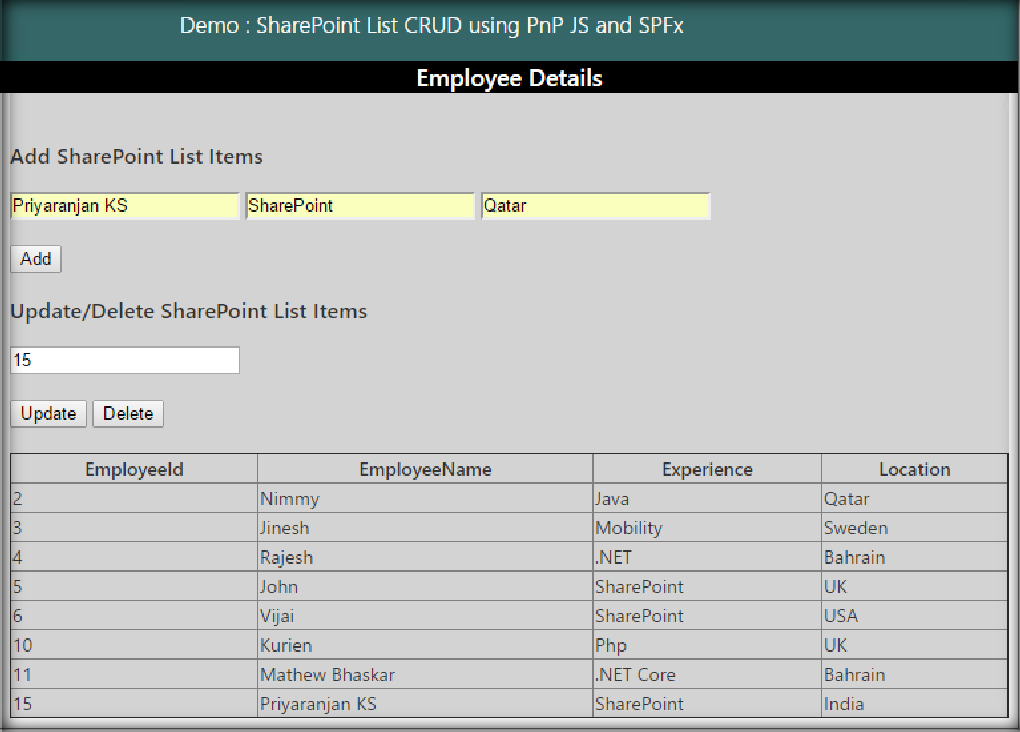 Demo : SharePoint List CRUD using PnP JS and SPFx
Employee Details
Add SharePoint List Items
Priyaranjan KS SharePoint Qatar
Add
Update/Delete SharePoint List Items
15
Update Delete
EmployeeId EmployeeName Experience Location
2 Nimmy Java Qatar
3 Jinesh Mobility Sweden
4 Rajesh .NET Bahrain
5 John SharePoint UK
6 Vijai SharePoint USA
10 Kurien Php UK
11 Mathew Bhaskar .NET Core Bahrain
15 Priyaranjan KS SharePoint India